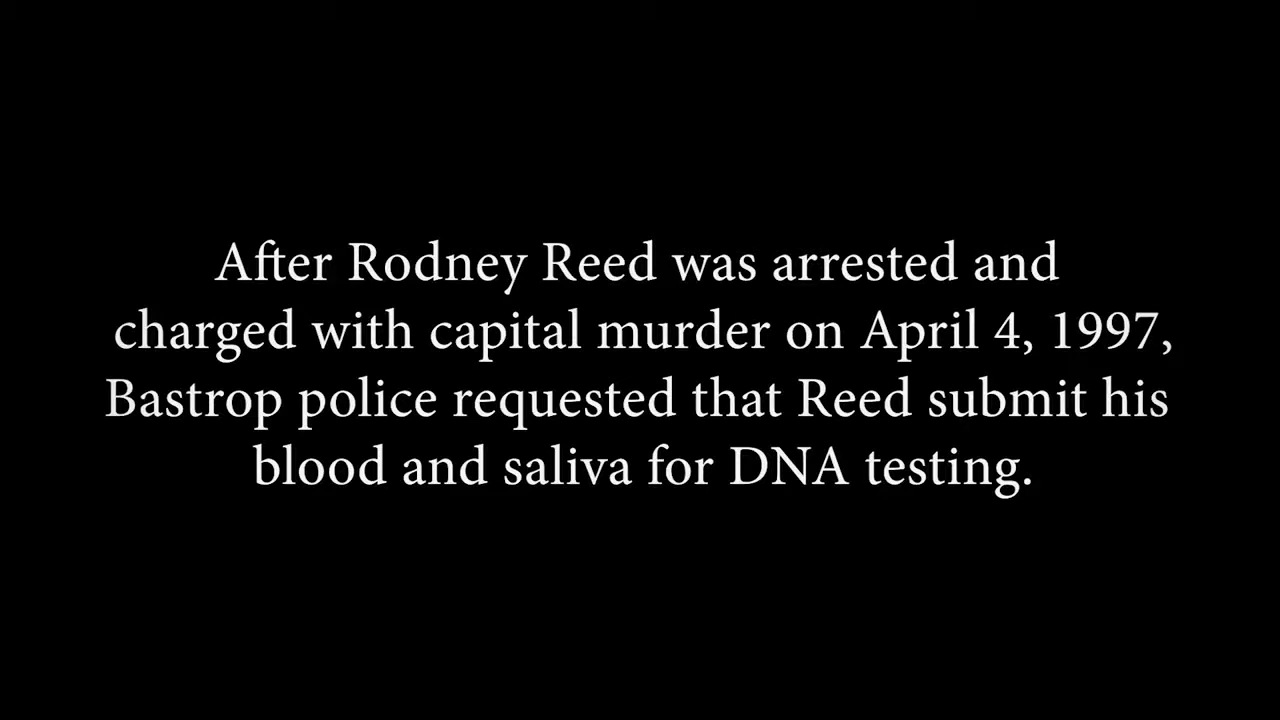 After Rodney Reed was arrested and
charged with capital murder on April 4, 1997,
Bastrop police requested that Reed submit his
blood and saliva for DNA testing.